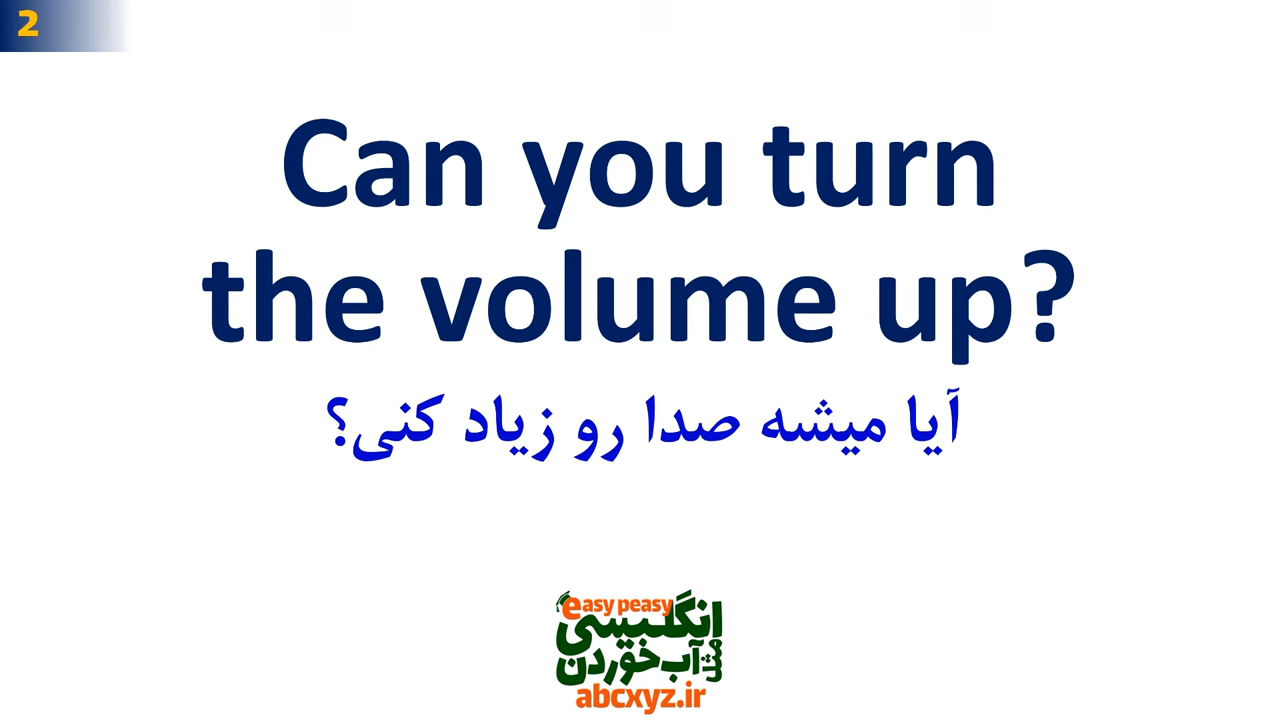 2
Can you turn
the volume up?
آیا میشه صدا رو زیاد کنی؟
easy peasy
انگلیسی
مثل آب خوردن
abcxyz.ir